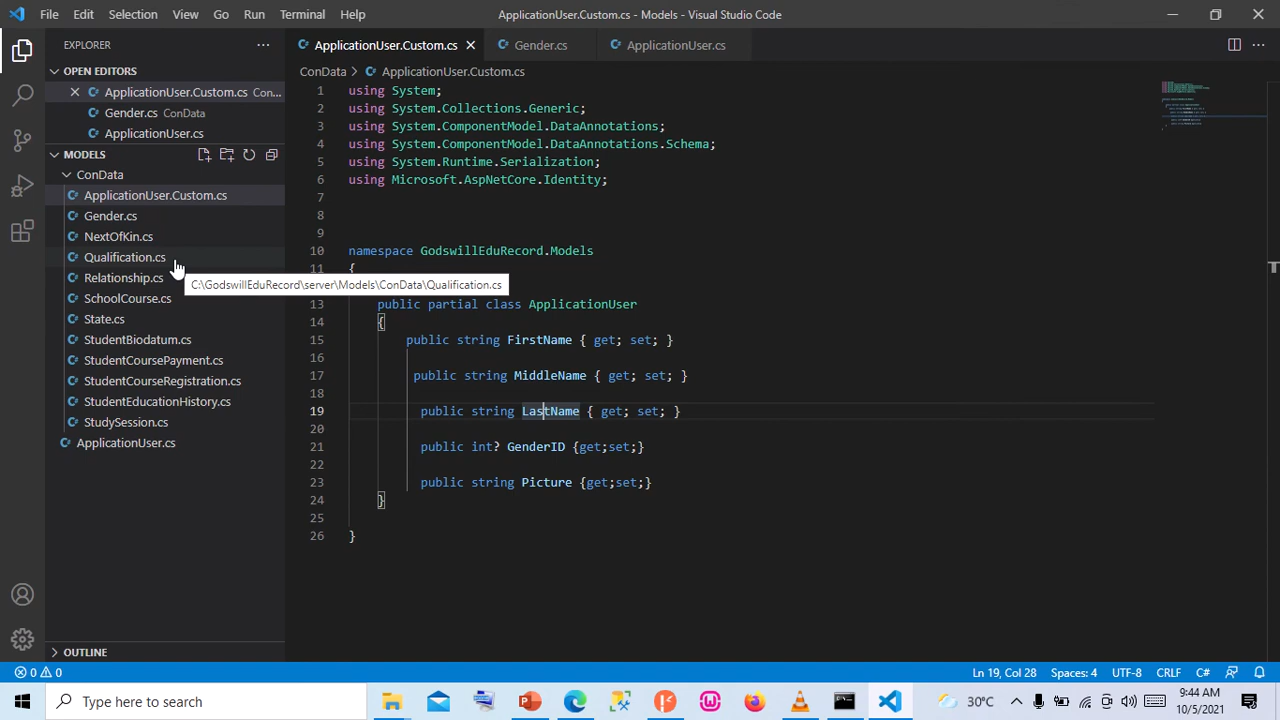 File Edit Selection View Go Run Terminal Help
ApplicationUser.Custom.cs - Models - Visual Studio Code
EXPLORER
OPEN EDITORS
ApplicationUser.Custom.cs Con...
Gender.cs ConData
ApplicationUser.cs
MODELS
ConData
ApplicationUser.Custom.cs
Gender.cs
NextOfKin.cs
Qualification.cs
Relationship.cs
SchoolCourse.cs
State.cs
StudentBiodatum.cs
StudentCoursePayment.cs
StudentCourseRegistration.cs
StudentEducationHistory.cs
StudySession.cs
ApplicationUser.cs
OUTLINE
C:\GodswillEduRecord\server\Models\ConData\Qualification.cs
ApplicationUser.Custom.cs Gender.cs ApplicationUser.cs
ConData > ApplicationUser.Custom.cs
1 using System;
2 using System.Collections.Generic;
3 using System.ComponentModel.DataAnnotations;
4 using System.ComponentModel.DataAnnotations.Schema;
5 using System.Runtime.Serialization;
6 using Microsoft.AspNetCore.Identity;
7
8
9
10 namespace GodswillEduRecord.Models
11 {
13 public partial class ApplicationUser
14 {
15 public string FirstName { get; set; }
16
17 public string MiddleName { get; set; }
18
19 public string LastName { get; set; }
20
21 public int? GenderID {get;set;}
22
23 public string Picture {get;set;}
24 }
25
26 }
0 0
Ln 19, Col 28 Spaces: 4 UTF-8 CRLF C#
Type here to search
30°C
9:44 AM
10/5/2021